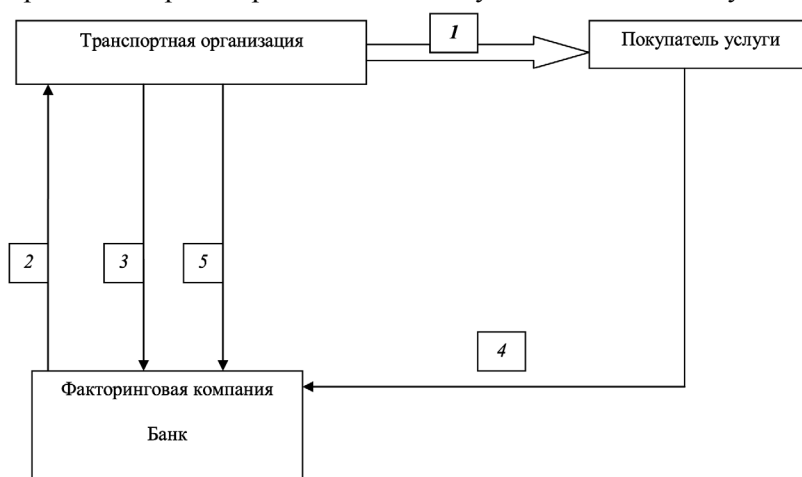 Транспортная организация
1
Покупатель услуги
2
3
5
4
Факторинговая компания
Банк